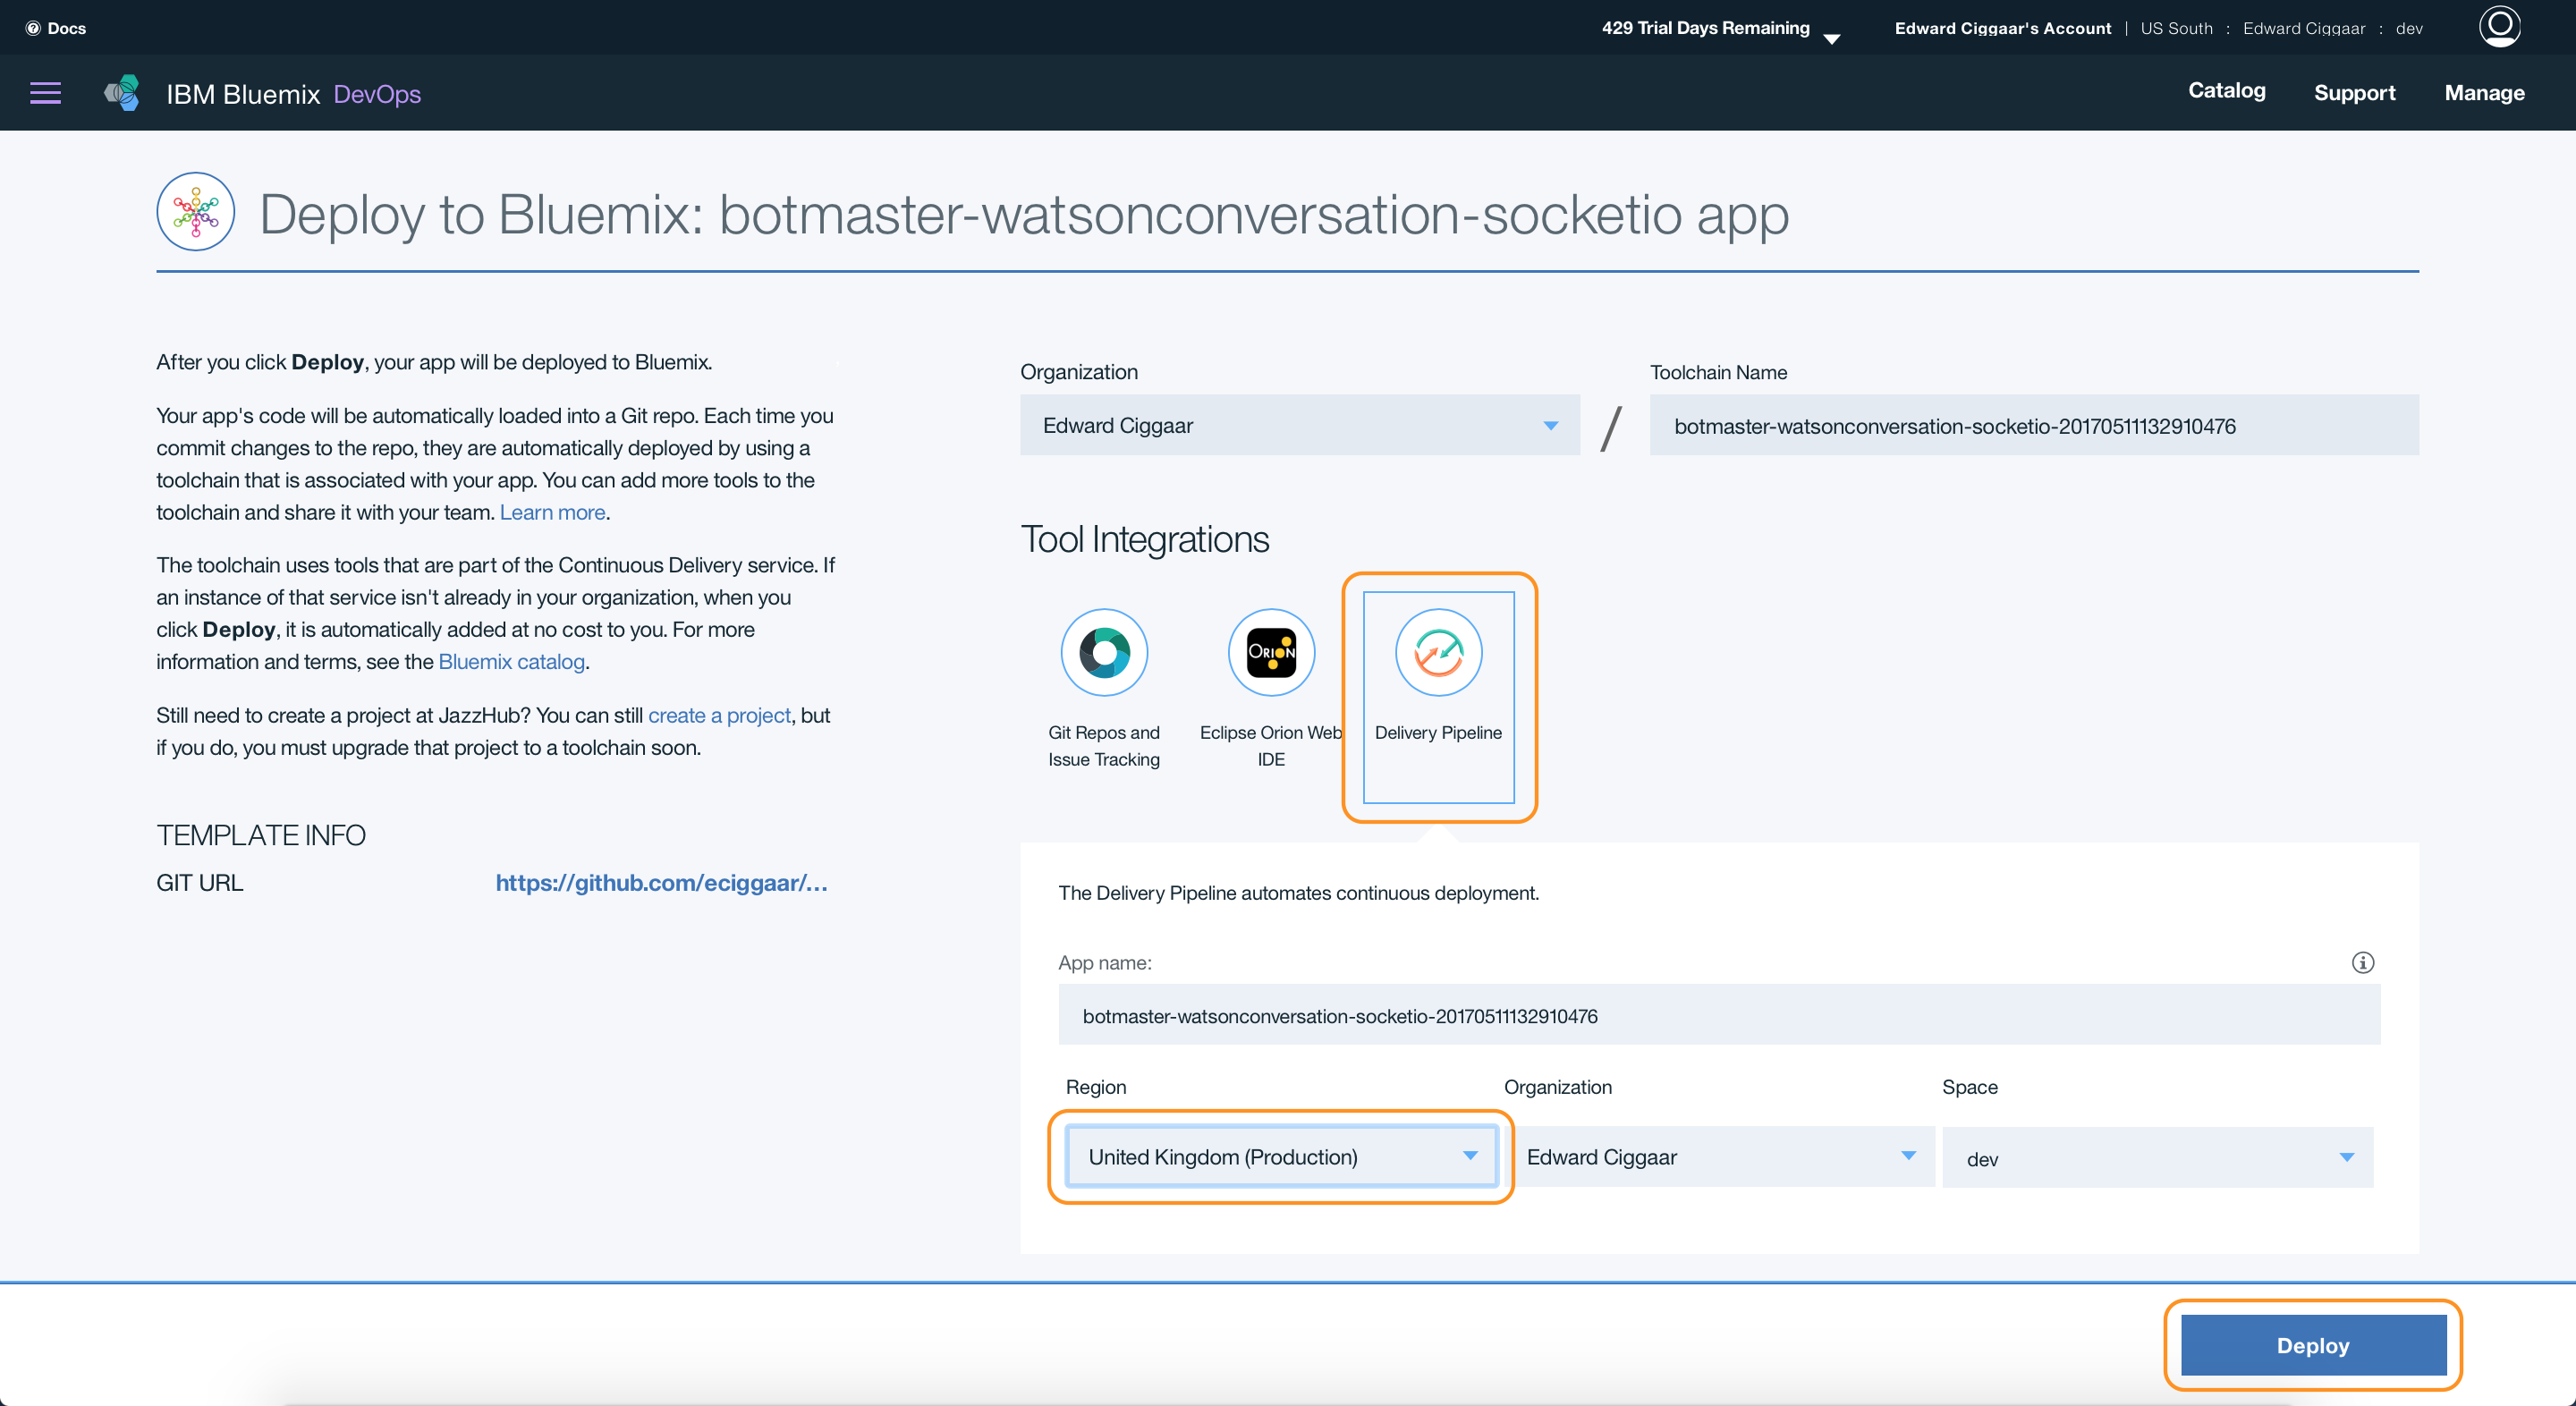 Docs
429 Trial Days Remaining
Edward Ciggaar's Account | US South : Edward Ciggaar : dev
IBM Bluemix DevOps
Catalog Support Manage
Deploy to Bluemix: botmaster-watsonconversation-socketio app
After you click Deploy, your app will be deployed to Bluemix.
Your app's code will be automatically loaded into a Git repo. Each time you
commit changes to the repo, they are automatically deployed by using a
toolchain that is associated with your app. You can add more tools to the
toolchain and share it with your team. Learn more.
The toolchain uses tools that are part of the Continuous Delivery service. If
an instance of that service isn't already in your organization, when you
click Deploy, it is automatically added at no cost to you. For more
information and terms, see the Bluemix catalog.
Still need to create a project at JazzHub? You can still create a project, but
if you do, you must upgrade that project to a toolchain soon.
TEMPLATE INFO
GIT URL https://github.com/eciggaar/...
Organization
Edward Ciggaar
/
Toolchain Name
botmaster-watsonconversation-socketio-20170511132910476
Tool Integrations
Git Repos and
Issue Tracking
ORION
Eclipse Orion Web
IDE
Delivery Pipeline
The Delivery Pipeline automates continuous deployment.
App name:
botmaster-watsonconversation-socketio-20170511132910476
Region
United Kingdom (Production)
Organization
Edward Ciggaar
Space
dev
Deploy